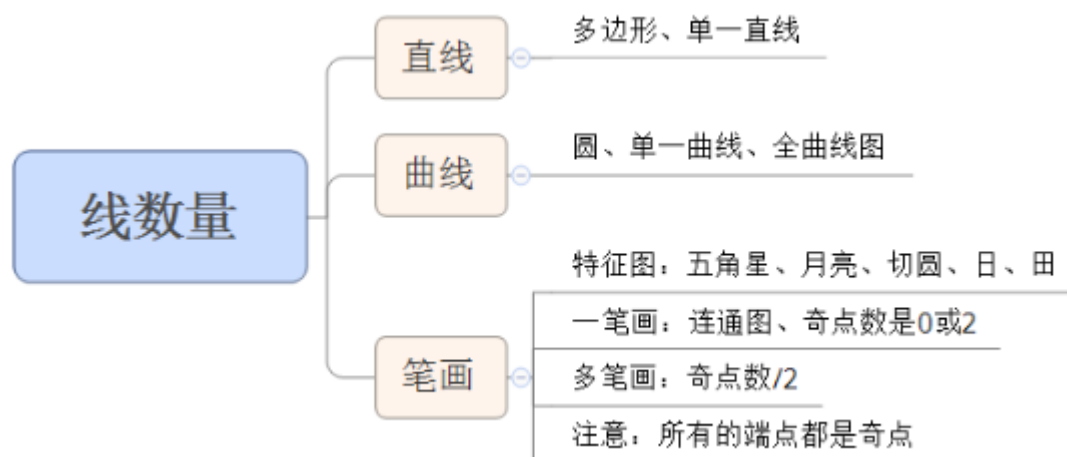 线数量
直线
多边形、单一直线
曲线
圆、单一曲线、全曲线图
笔画
特征图：五角星、月亮、切圆、日、田
一笔画：连通图、奇点数是0或2
多笔画：奇点数/2
注意：所有的端点都是奇点